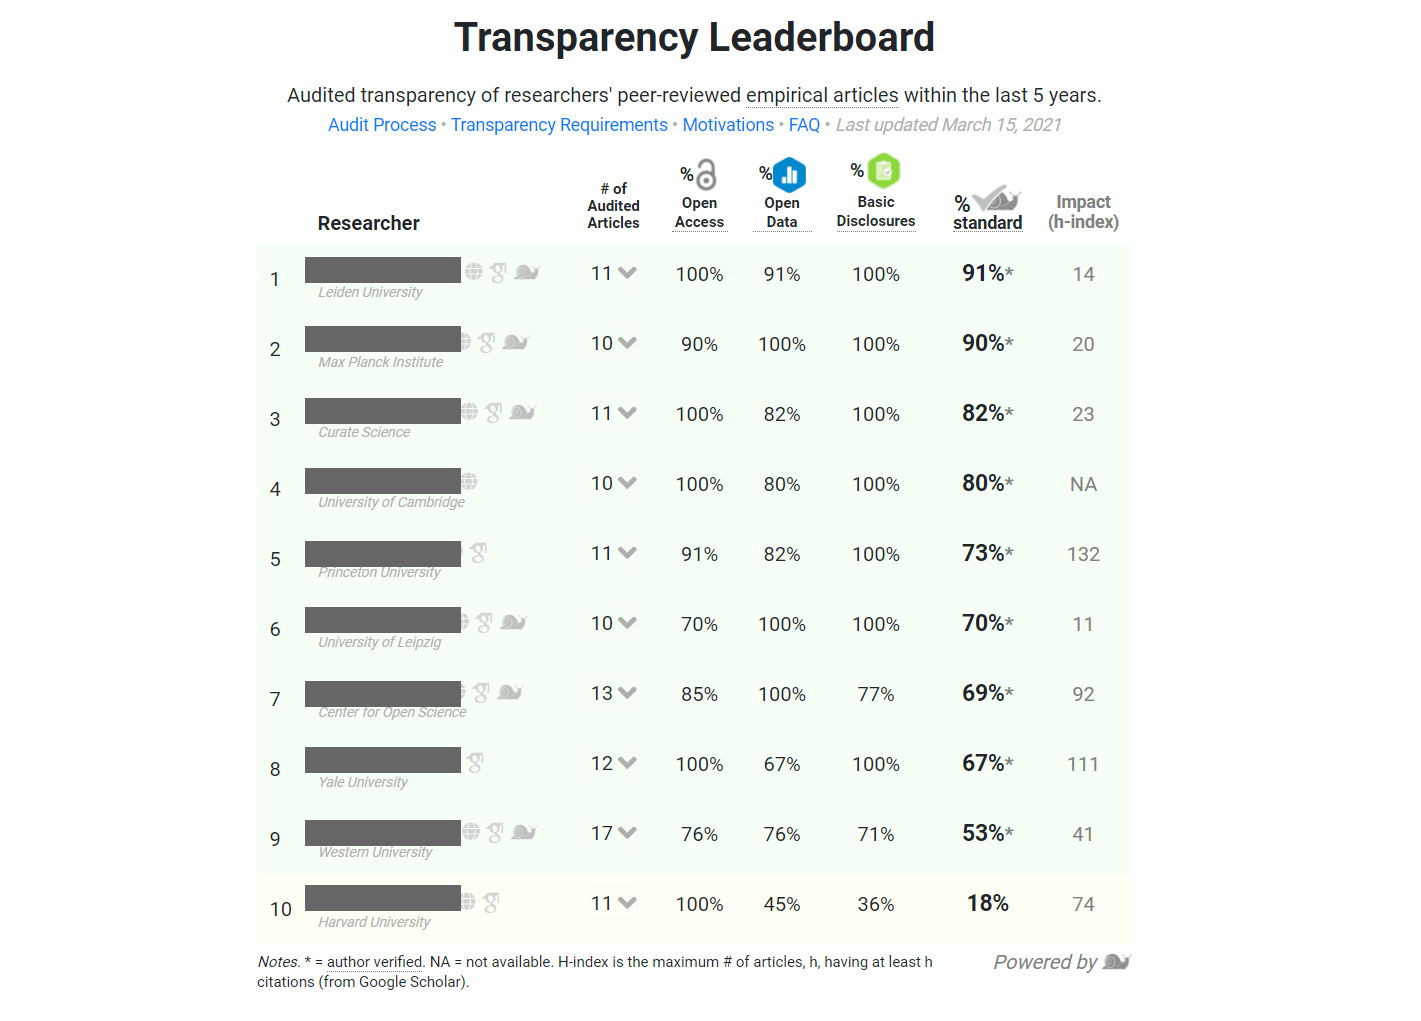 Transparency Leaderboard
Audited transparency of researchers' peer-reviewed empirical articles within the last 5 years.
Audit Process • Transparency Requirements • Motivations • FAQ • Last updated March 15, 2021
Researcher
# of
Audited
Articles
%
Open
Access
%
Open
Data
%
Basic
Disclosures
%
standard
Impact
(h-index)
1 11 100% 91% 100% 91%* 14
Leiden University
2 10 90% 100% 100% 90%* 20
Max Planck Institute
3 11 100% 82% 100% 82%* 23
Curate Science
4 10 100% 80% 100% 80%* NA
University of Cambridge
5 11 91% 82% 100% 73%* 132
Princeton University
6 10 70% 100% 100% 70%* 11
University of Leipzig
7 13 85% 100% 77% 69%* 92
Center for Open Science
8 12 100% 67% 100% 67%* 111
Yale University
9 17 76% 76% 71% 53%* 41
Western University
10 11 100% 45% 36% 18% 74
Harvard University
Notes. * = author verified. NA = not available. H-index is the maximum # of articles, h, having at least h
citations (from Google Scholar).
Powered by